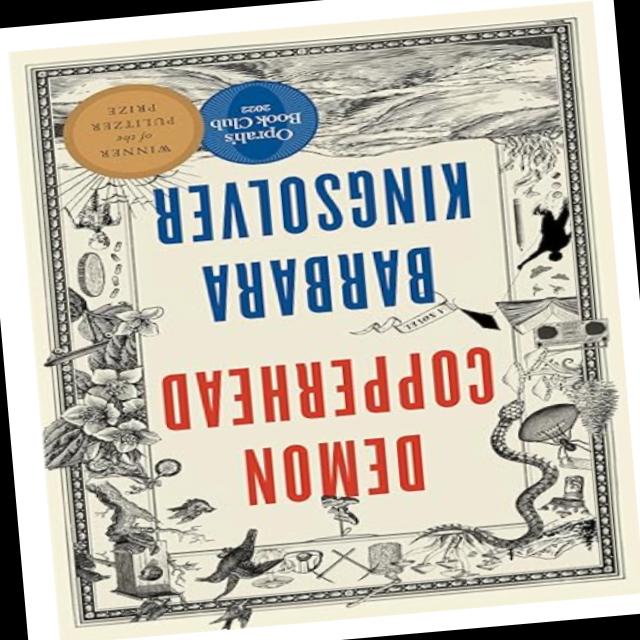 DEMON
COPPERHEAD
A NOVEL
BARBARA
KINGSOLVER
Oprah's
Book Club
2022
WINNER
of the
PULITZER
PRIZE